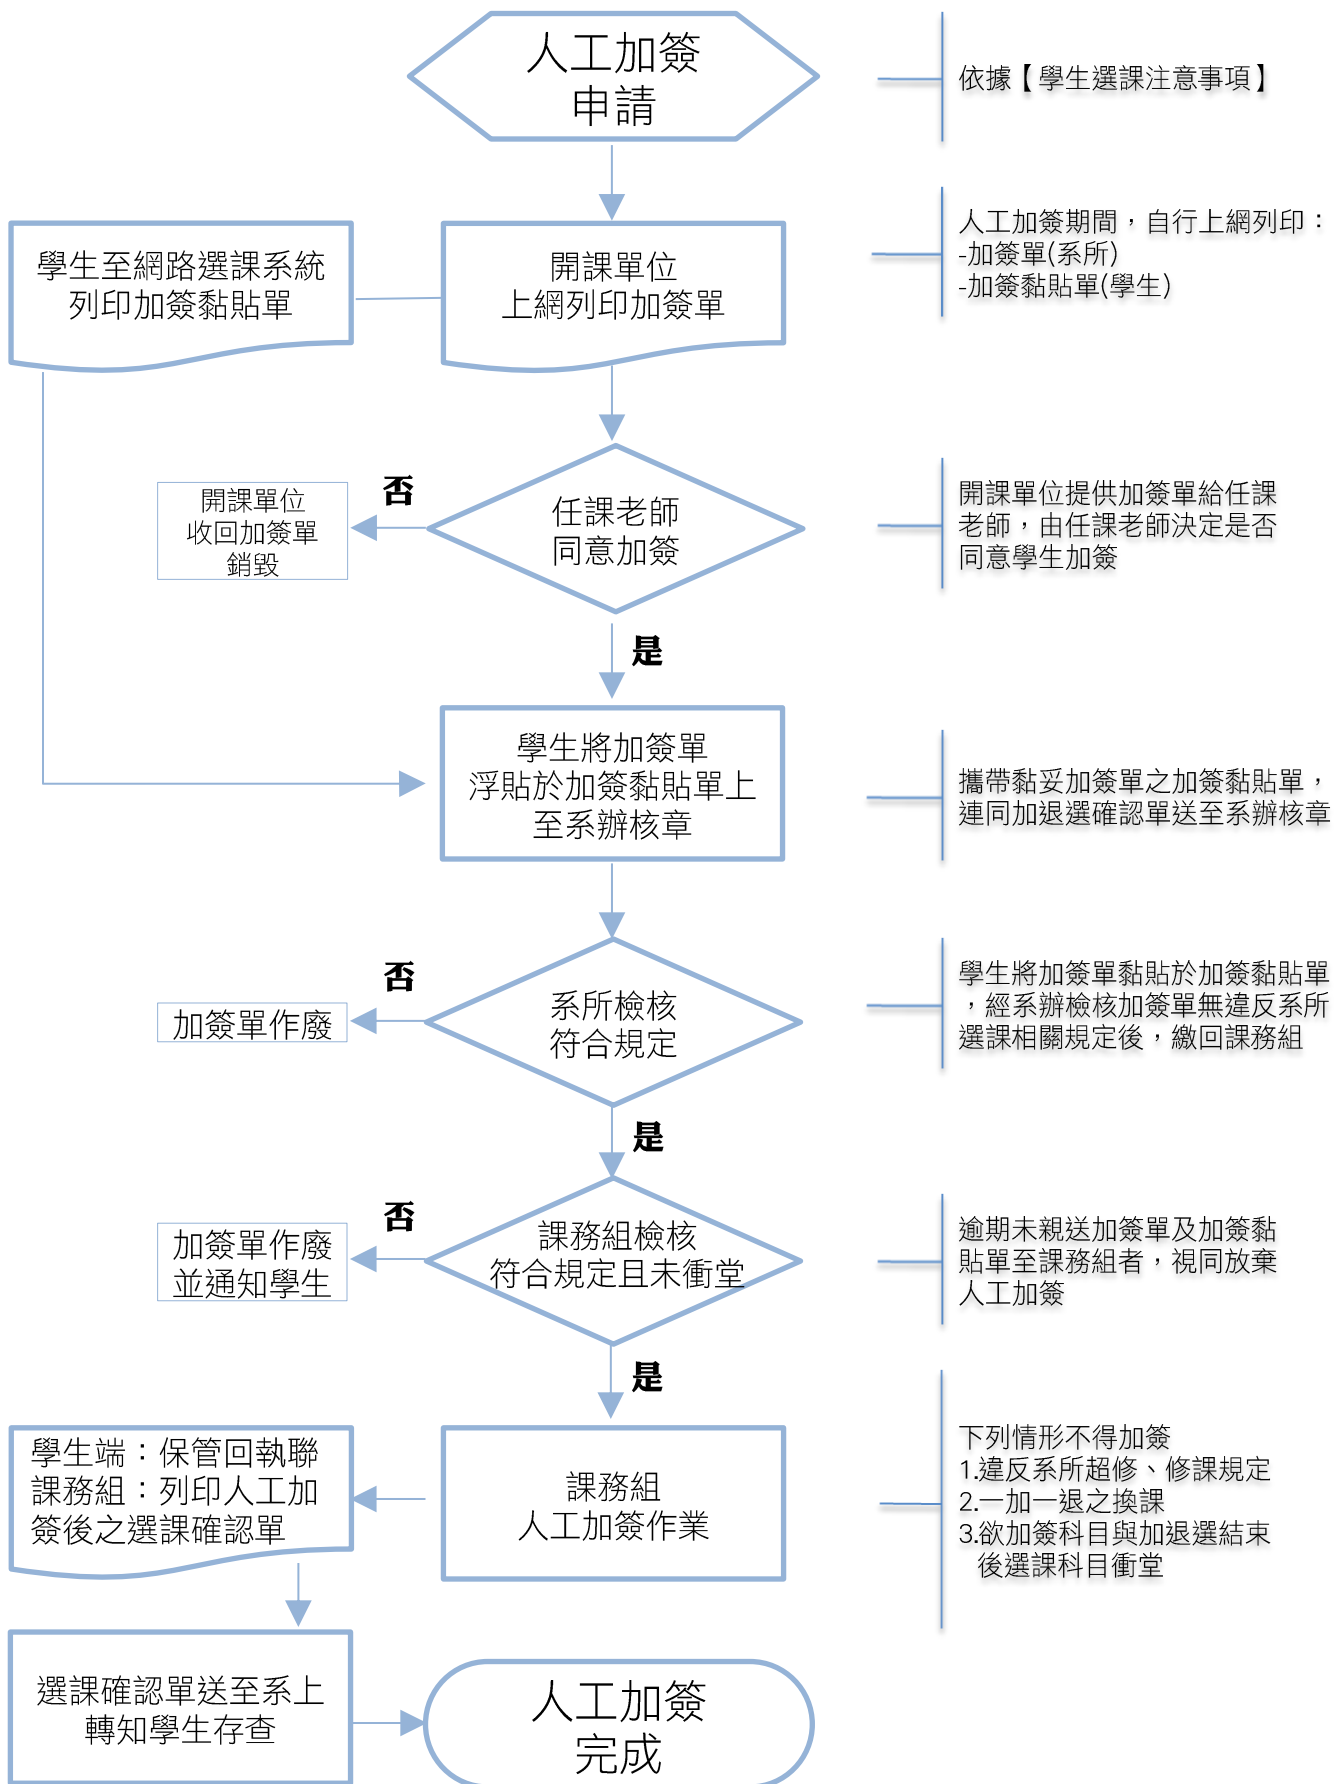 人工加簽
申請
依據【學生選課注意事項】
學生至網路選課系統
列印加簽黏貼單
開課單位
上網列印加簽單
人工加簽期間，自行上網列印：
-加簽單(系所)
-加簽黏貼單(學生)
開課單位
收回加簽單
銷毀
否
任課老師
同意加簽
開課單位提供加簽單給任課
老師，由任課老師決定是否
同意學生加簽
是
學生將加簽單
浮貼於加簽黏貼單上
至系辦核章
攜帶黏妥加簽單之加簽黏貼單，
連同加退選確認單送至系辦核章
否
加簽單作廢
系所檢核
符合規定
學生將加簽單黏貼於加簽黏貼單
，經系辦檢核加簽單無違反系所
選課相關規定後，繳回課務組
是
否
加簽單作廢
並通知學生
課務組檢核
符合規定且未衝堂
逾期未親送加簽單及加簽黏
貼單至課務組者，視同放棄
人工加簽
是
學生端：保管回執聯
課務組：列印人工加
簽後之選課確認單
課務組
人工加簽作業
下列情形不得加簽
1.違反系所超修、修課規定
2.一加一退之換課
3.欲加簽科目與加退選結束
後選課科目衝堂
選課確認單送至系上
轉知學生存查
人工加簽
完成